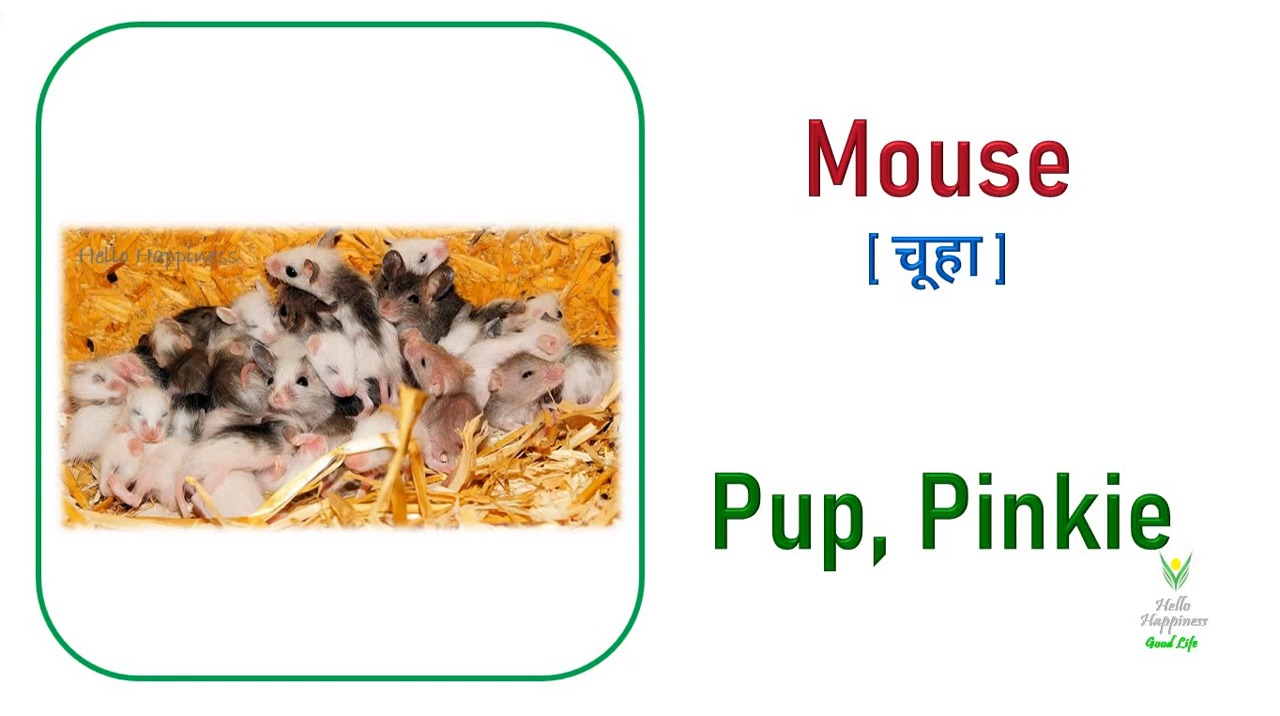 Hello Happiness
Mouse
[ चूहा ]
Pup, Pinkie
Hello
Happiness
Good Life